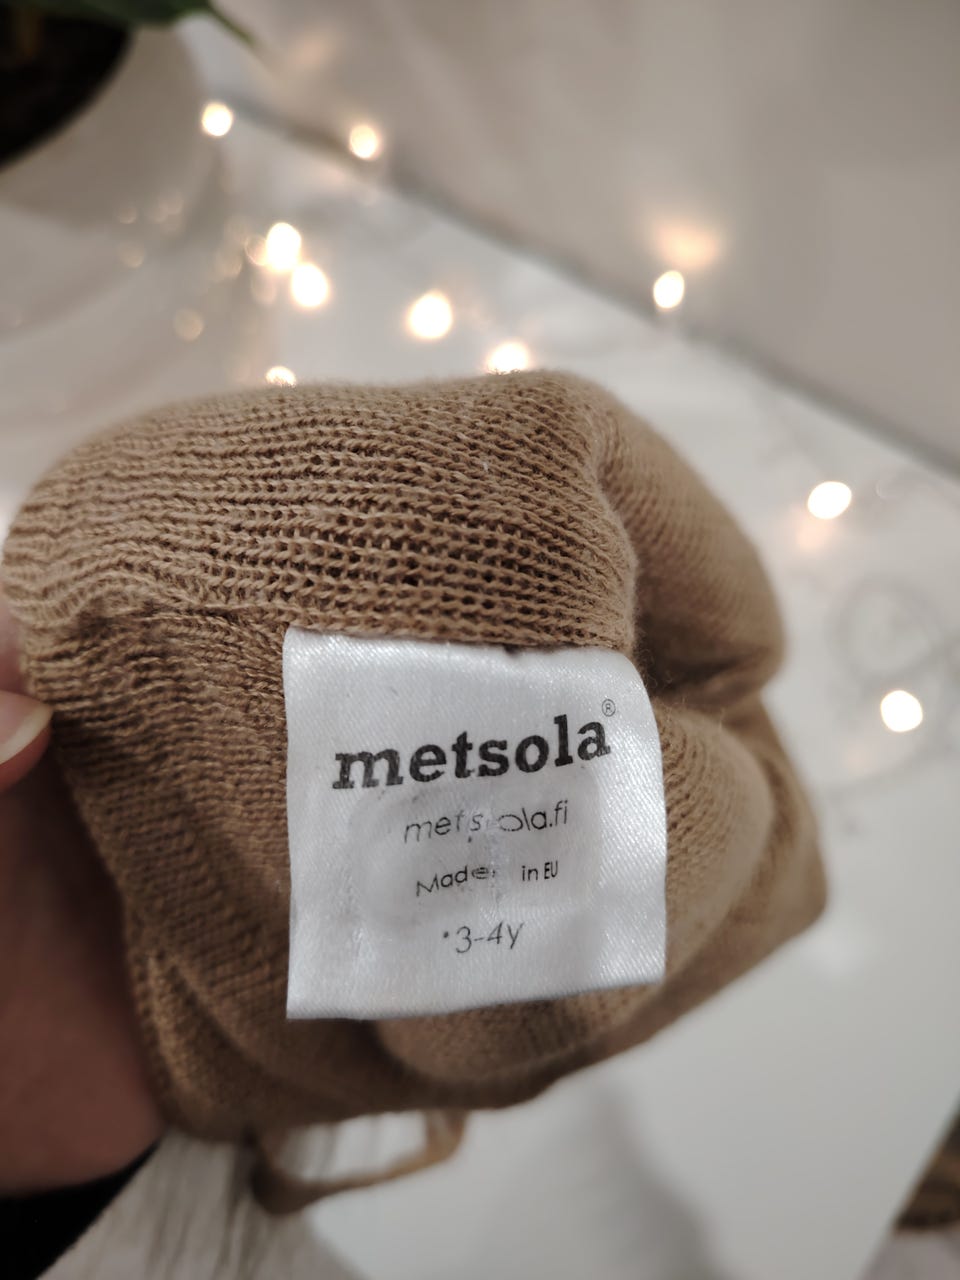 metsola®
metsola.fi
Made in EU
•3-4y